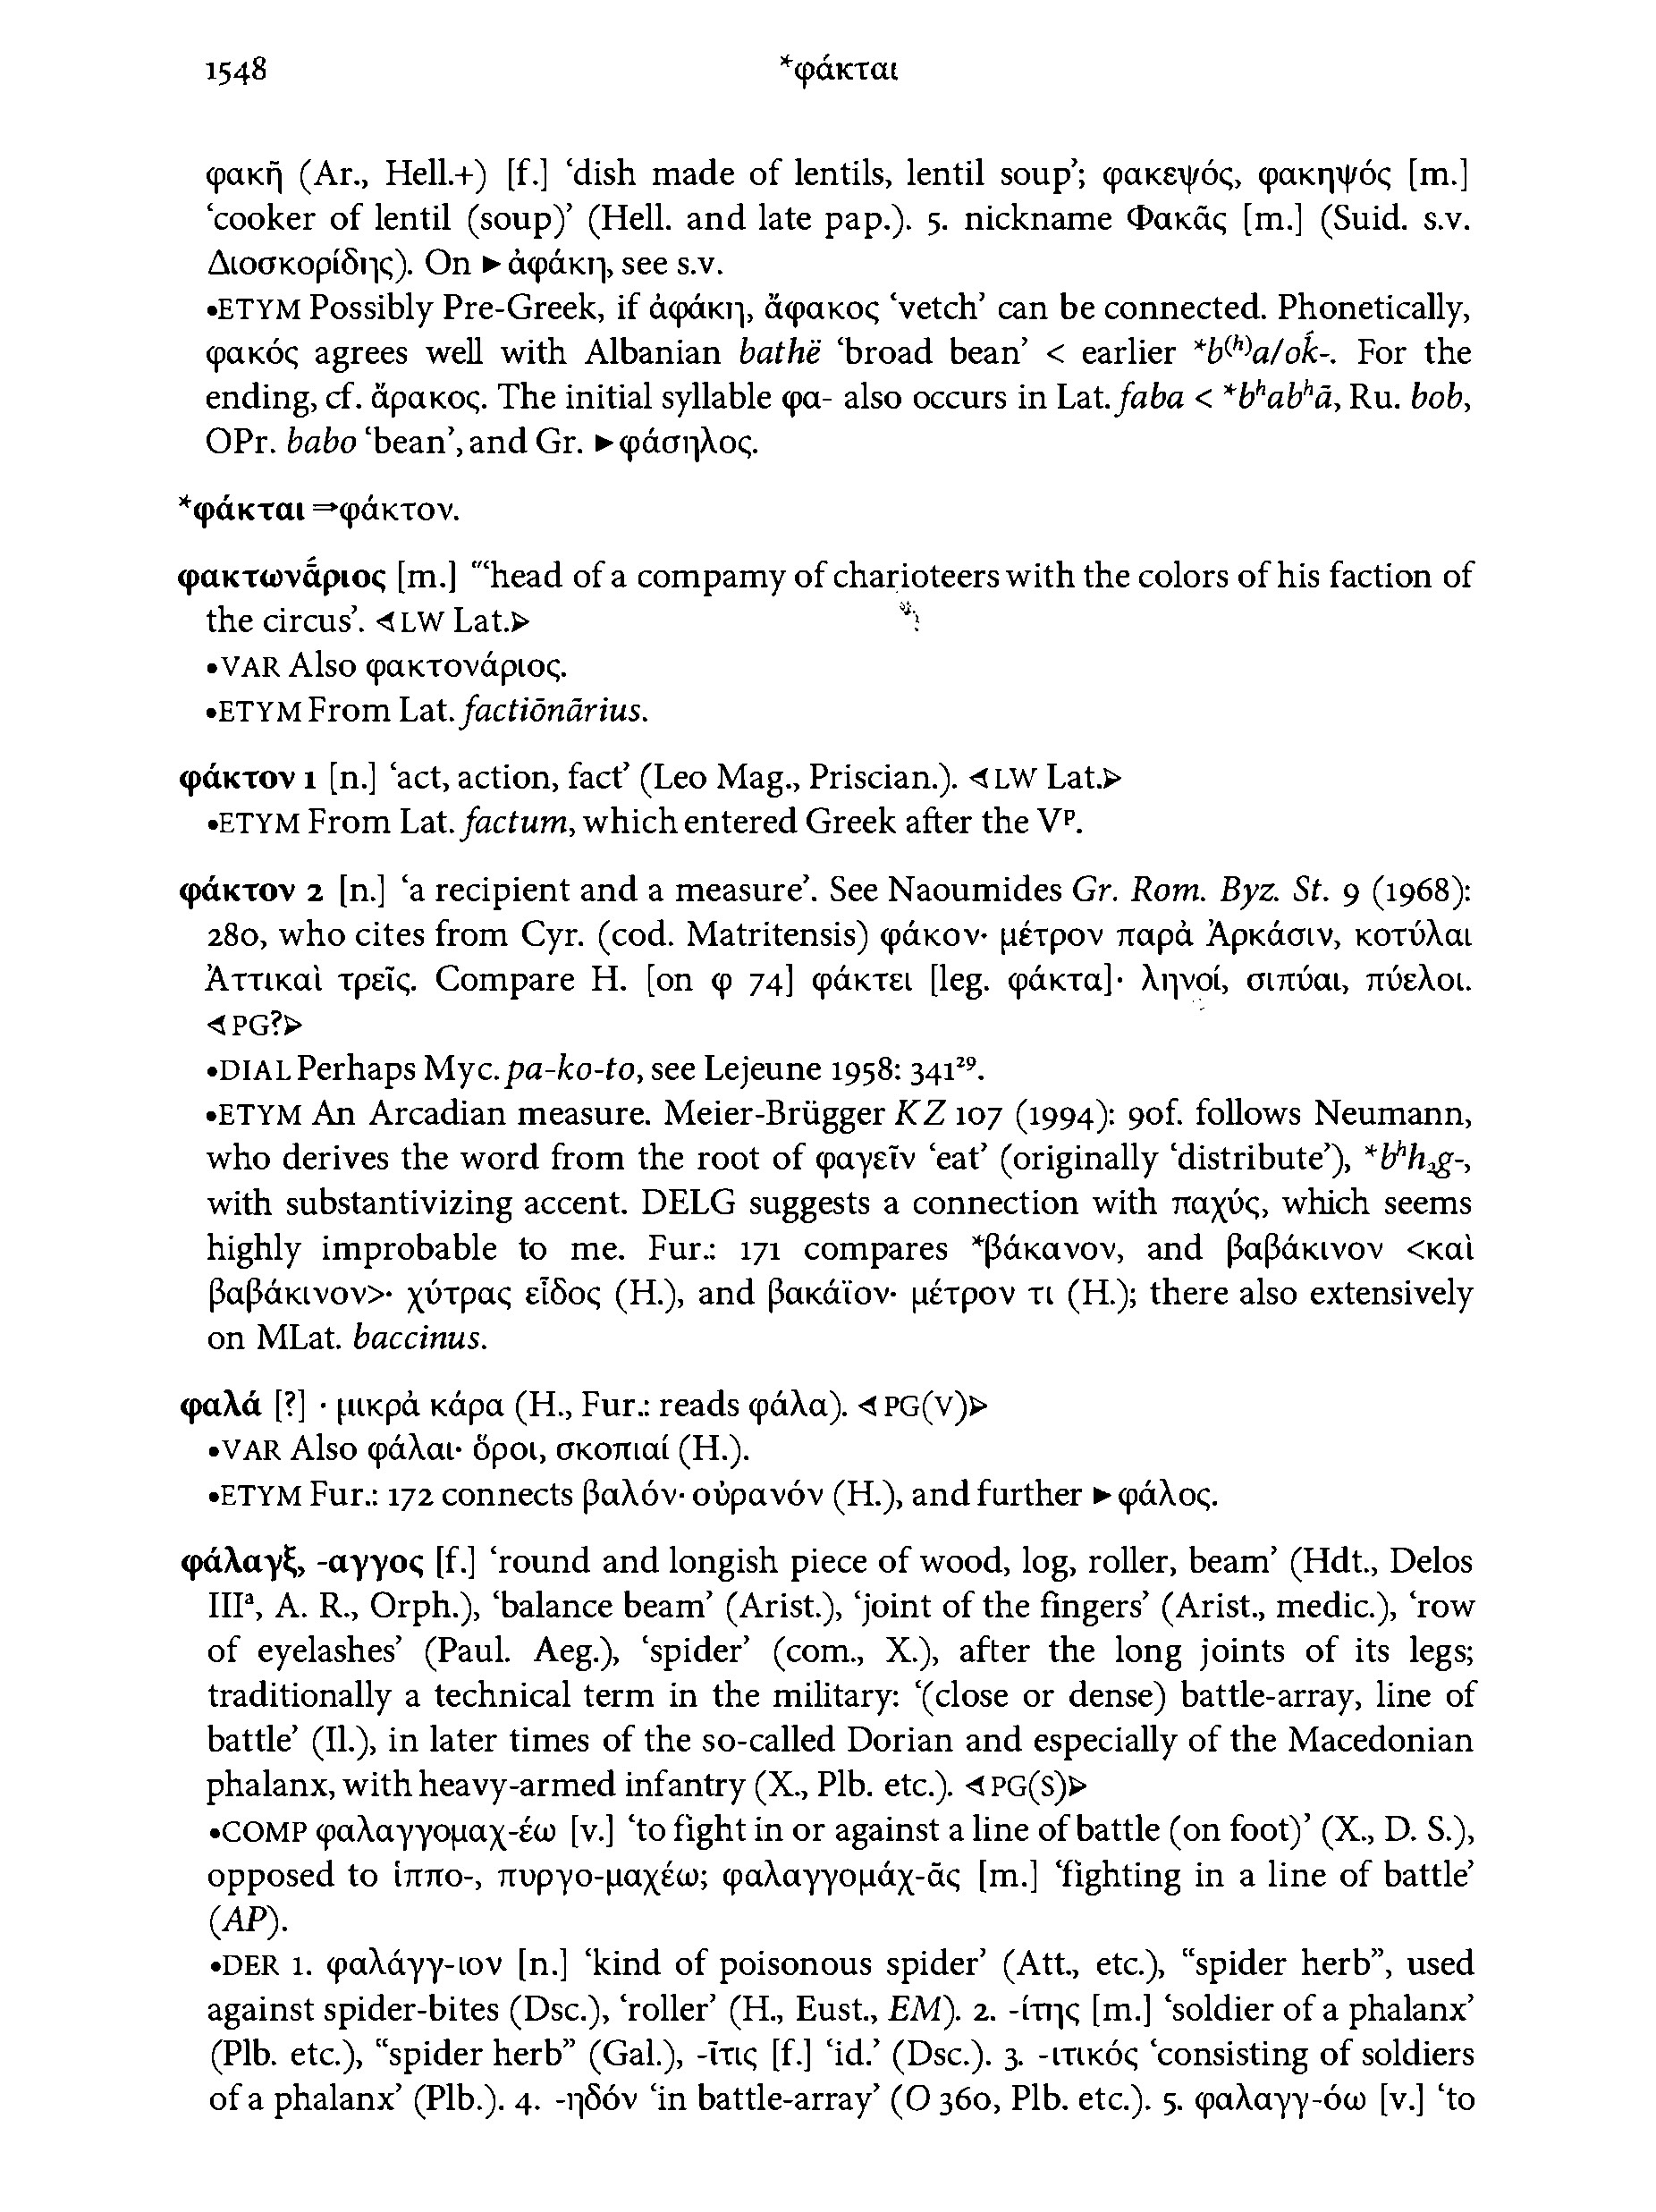 1548
*φάκται
φακῆ (Ar., Hell.+) [f.] ‘dish made of lentils, lentil soup’; φακεψός, φακηψός [m.]
‘cooker of lentil (soup)’ (Hell. and late pap.). 5. nickname Φακᾶς [m.] (Suid. s.v.
Διοσκορίδης). On ►ἀφάκη, see s.v.
•ETYM Possibly Pre-Greek, if ἀφάκη, ἄφακος ‘vetch’ can be connected. Phonetically,
φακός agrees well with Albanian bathë ‘broad bean’ < earlier *b⁽ʰ⁾a/oḱ-. For the
ending, cf. ἄρακος. The initial syllable φα- also occurs in Lat. faba < *bʰabʰā, Ru. bob,
OPr. babo ‘bean’, and Gr. ►φάσηλος.
*φάκται ⇒φάκτον.
φακτωνᾱ́ριος [m.] "‘head of a compamy of charioteers with the colors of his faction of
the circus’. ⊲LW Lat.⊳
•VAR Also φακτονάριος.
•ETYM From Lat. factiōnārius.
φάκτον 1 [n.] ‘act, action, fact’ (Leo Mag., Priscian.). ⊲LW Lat.⊳
•ETYM From Lat. factum, which entered Greek after the Vᵖ.
φάκτον 2 [n.] ‘a recipient and a measure’. See Naoumides Gr. Rom. Byz. St. 9 (1968):
280, who cites from Cyr. (cod. Matritensis) φάκον· μέτρον παρὰ Ἀρκάσιν, κοτύλαι
Ἀττικαὶ τρεῖς. Compare H. [on φ 74] φάκτει [leg. φάκτα]· ληνοί, σιπύαι, πύελοι.
⊲PG?⊳
•DIAL Perhaps Myc. pa-ko-to, see Lejeune 1958: 341²⁹.
•ETYM An Arcadian measure. Meier-Brügger KZ 107 (1994): 90f. follows Neumann,
who derives the word from the root of φαγεῖν ‘eat’ (originally ‘distribute’), *bʰh₂g-,
with substantivizing accent. DELG suggests a connection with παχύς, which seems
highly improbable to me. Fur.: 171 compares *βάκανον, and βαβάκινον <καὶ
βαβάκινον>· χύτρας εἶδος (H.), and βακάϊον· μέτρον τι (H.); there also extensively
on MLat. baccinus.
φαλά [?] · μικρὰ κάρα (H., Fur.: reads φάλα). ⊲PG(V)⊳
•VAR Also φάλαι· ὄροι, σκοπιαί (H.).
•ETYM Fur.: 172 connects βαλόν· οὐρανόν (H.), and further ►φάλος.
φάλαγξ, -αγγος [f.] ‘round and longish piece of wood, log, roller, beam’ (Hdt., Delos
IIIᵃ, A. R., Orph.), ‘balance beam’ (Arist.), ‘joint of the fingers’ (Arist., medic.), ‘row
of eyelashes’ (Paul. Aeg.), ‘spider’ (com., X.), after the long joints of its legs;
traditionally a technical term in the military: ‘(close or dense) battle-array, line of
battle’ (Il.), in later times of the so-called Dorian and especially of the Macedonian
phalanx, with heavy-armed infantry (X., Plb. etc.). ⊲PG(S)⊳
•COMP φαλαγγομαχ-έω [v.] ‘to fight in or against a line of battle (on foot)’ (X., D. S.),
opposed to ἱππο-, πυργο-μαχέω; φαλαγγομάχ-ᾱς [m.] ‘fighting in a line of battle’
(AP).
•DER 1. φαλάγγ-ιον [n.] ‘kind of poisonous spider’ (Att., etc.), “spider herb”, used
against spider-bites (Dsc.), ‘roller’ (H., Eust., EM). 2. -ίτης [m.] ‘soldier of a phalanx’
(Plb. etc.), “spider herb” (Gal.), -ῖτις [f.] ‘id.’ (Dsc.). 3. -ιτικός ‘consisting of soldiers
of a phalanx’ (Plb.). 4. -ηδόν ‘in battle-array’ (O 360, Plb. etc.). 5. φαλαγγ-όω [v.] ‘to